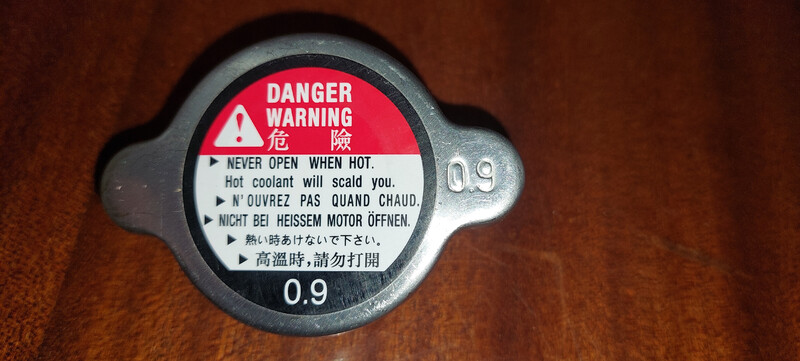 DANGER
WARNING
危 險
▶ NEVER OPEN WHEN HOT.
Hot coolant will scald you.
▶ N'OUVREZ PAS QUAND CHAUD.
▶ NICHT BEI HEISSEM MOTOR ÖFFNEN.
▶ 熱い時あけないで下さい。
▶ 高溫時，請勿打開
0.9
0.9